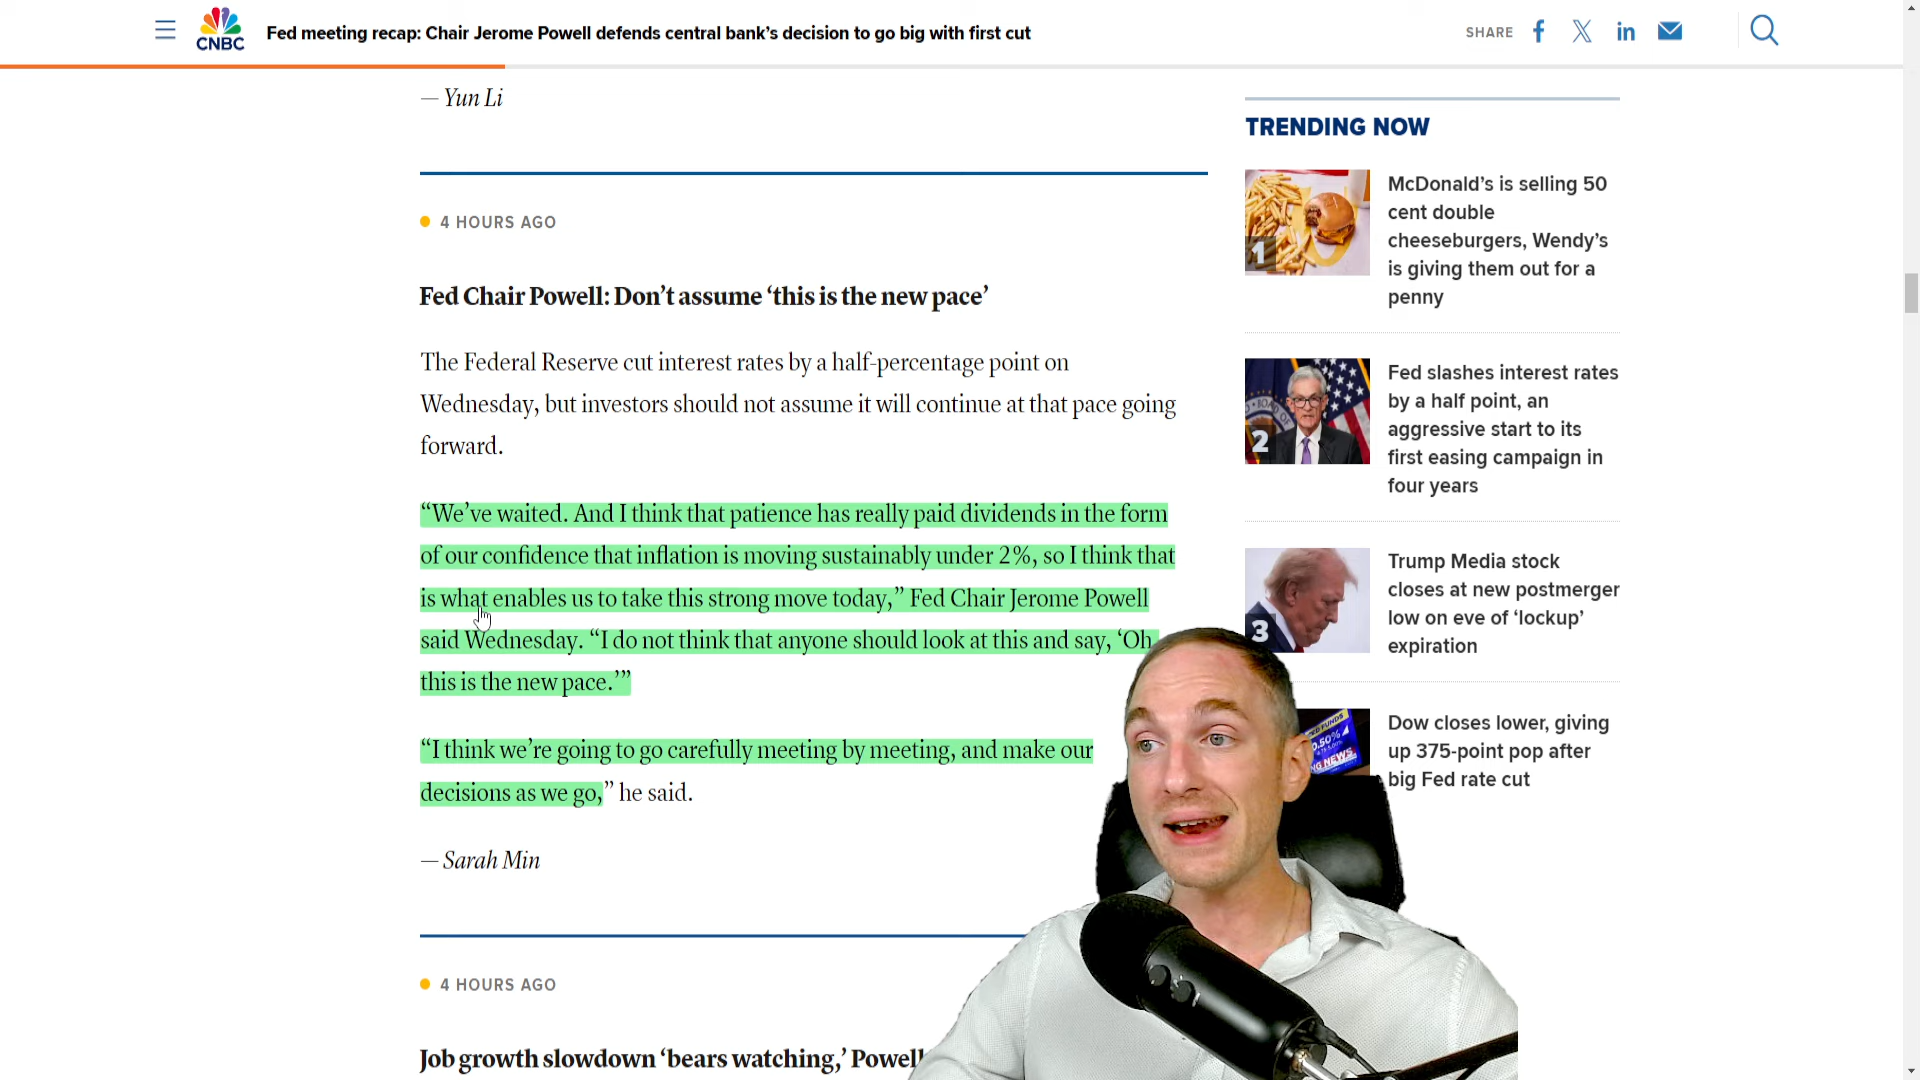 CNBC
Fed meeting recap: Chair Jerome Powell defends central bank’s decision to go big with first cut
SHARE
— Yun Li
4 HOURS AGO
Fed Chair Powell: Don’t assume ‘this is the new pace’
The Federal Reserve cut interest rates by a half-percentage point on
Wednesday, but investors should not assume it will continue at that pace going
forward.
“We’ve waited. And I think that patience has really paid dividends in the form
of our confidence that inflation is moving sustainably under 2%, so I think that
is what enables us to take this strong move today,” Fed Chair Jerome Powell
said Wednesday. “I do not think that anyone should look at this and say, ‘Oh
this is the new pace.’”
“I think we’re going to go carefully meeting by meeting, and make our
decisions as we go,” he said.
— Sarah Min
4 HOURS AGO
Job growth slowdown ‘bears watching,’ Powell
TRENDING NOW
1
McDonald’s is selling 50
cent double
cheeseburgers, Wendy’s
is giving them out for a
penny
2
Fed slashes interest rates
by a half point, an
aggressive start to its
first easing campaign in
four years
3
Trump Media stock
closes at new postmerger
low on eve of ‘lockup’
expiration
Dow closes lower, giving
up 375-point pop after
big Fed rate cut